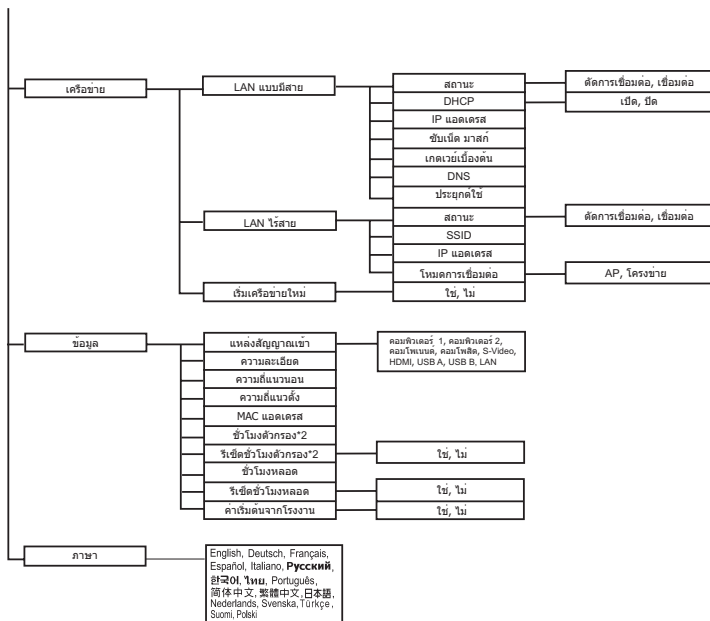 เครือข่าย
LAN แบบมีสาย
สถานะ
ตัดการเชื่อมต่อ, เชื่อมต่อ
DHCP
เปิด, ปิด
IP แอดเดรส
ซับเน็ต มาสก์
เกตเวย์เบื้องต้น
DNS
ประยุกต์ใช้
LAN ไร้สาย
สถานะ
ตัดการเชื่อมต่อ, เชื่อมต่อ
SSID
IP แอดเดรส
โหมดการเชื่อมต่อ
AP, โครงข่าย
เริ่มเครือข่ายใหม่
ใช่, ไม่
ข้อมูล
แหล่งสัญญาณเข้า
คอมพิวเตอร์ 1, คอมพิวเตอร์ 2,
คอมโพเนนต์, คอมโพสิต, S-Video,
HDMI, USB A, USB B, LAN
ความละเอียด
ความถี่แนวนอน
ความถี่แนวตั้ง
MAC แอดเดรส
ชั่วโมงตัวกรอง*2
รีเซ็ตชั่วโมงตัวกรอง*2
ใช่, ไม่
ชั่วโมงหลอด
รีเซ็ตชั่วโมงหลอด
ใช่, ไม่
ค่าเริ่มต้นจากโรงงาน
ใช่, ไม่
ภาษา
English, Deutsch, Français,
Español, Italiano, Русский,
한국어, ไทย, Português,
简体中文, 繁體中文, 日本語,
Nederlands, Svenska, Türkçe,
Suomi, Polski